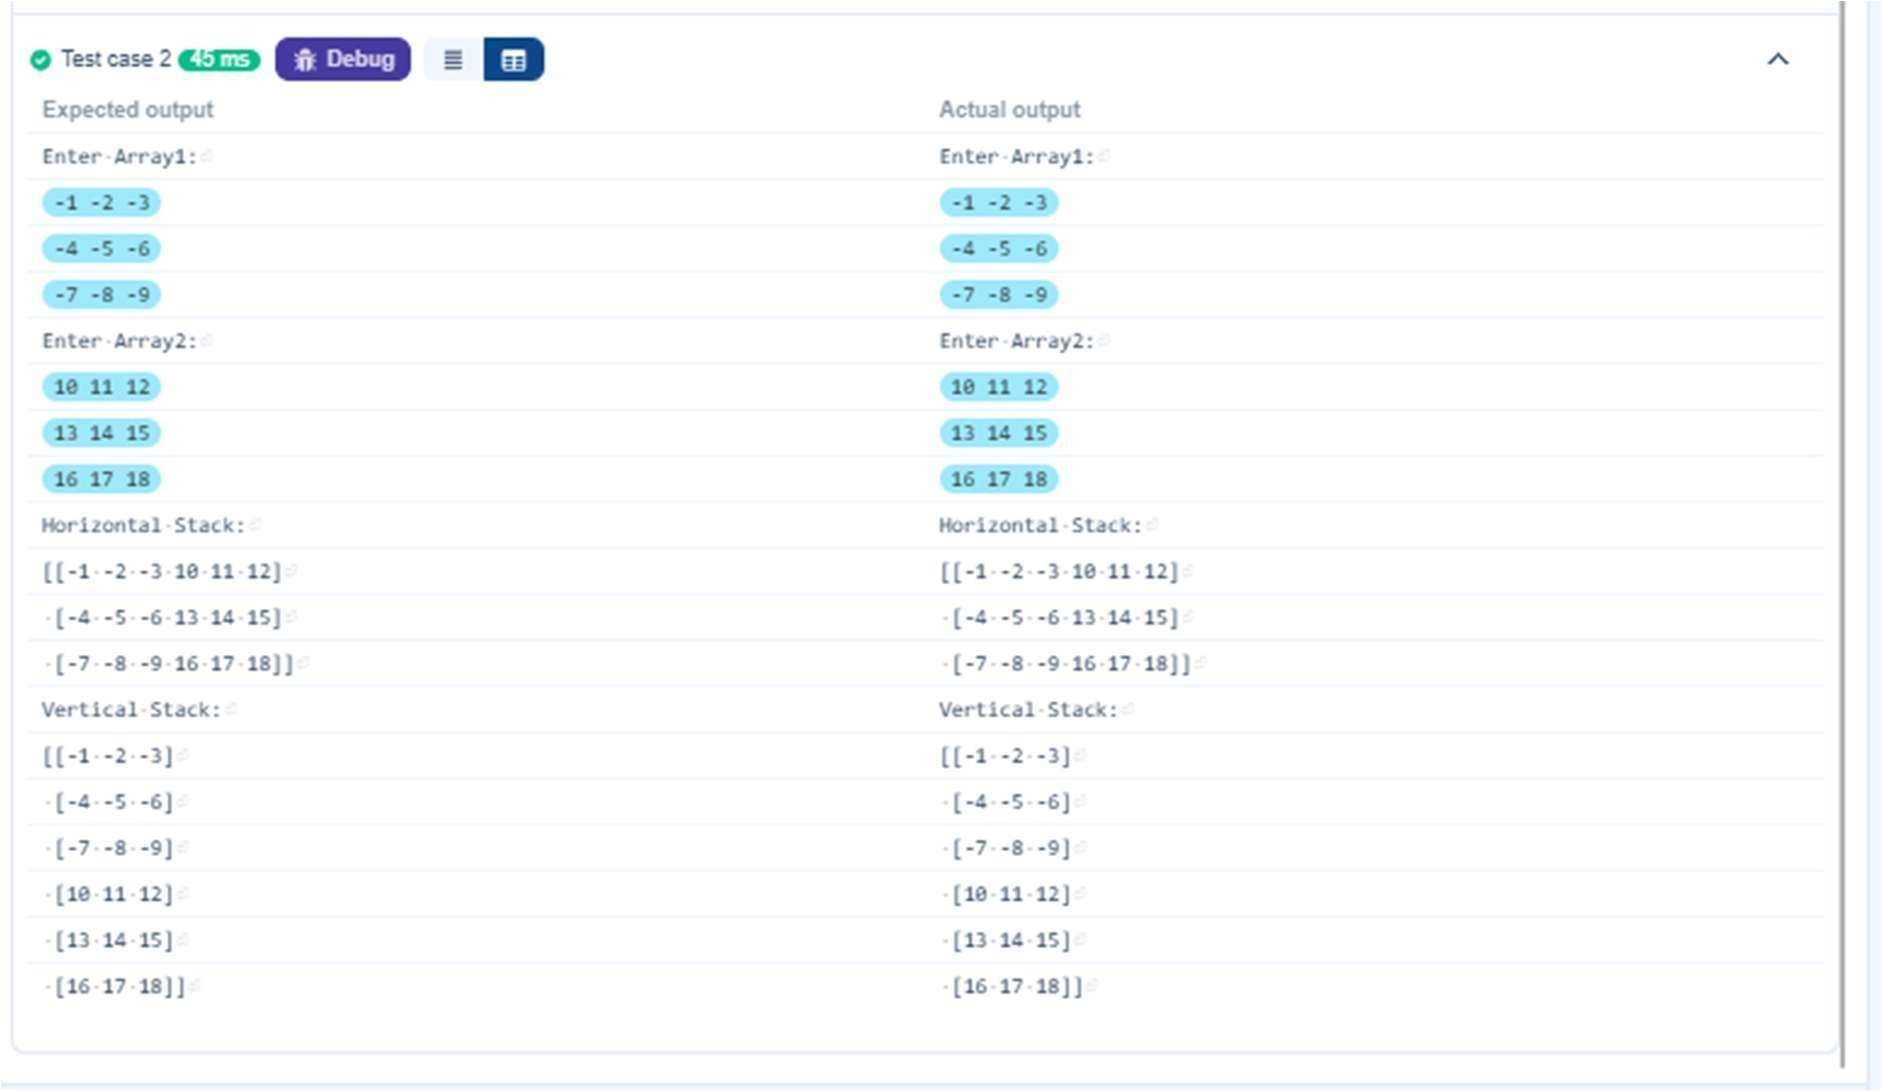 Test case 2 45 ms Debug
Expected output Actual output
Enter·Array1: Enter·Array1:
-1 -2 -3 -1 -2 -3
-4 -5 -6 -4 -5 -6
-7 -8 -9 -7 -8 -9
Enter·Array2: Enter·Array2:
10 11 12 10 11 12
13 14 15 13 14 15
16 17 18 16 17 18
Horizontal·Stack: Horizontal·Stack:
[[-1·-2·-3·10·11·12] [[-1·-2·-3·10·11·12]
·[-4·-5·-6·13·14·15] ·[-4·-5·-6·13·14·15]
·[-7·-8·-9·16·17·18]] ·[-7·-8·-9·16·17·18]]
Vertical·Stack: Vertical·Stack:
[[-1·-2·-3] [[-1·-2·-3]
·[-4·-5·-6] ·[-4·-5·-6]
·[-7·-8·-9] ·[-7·-8·-9]
·[10·11·12] ·[10·11·12]
·[13·14·15] ·[13·14·15]
·[16·17·18]] ·[16·17·18]]